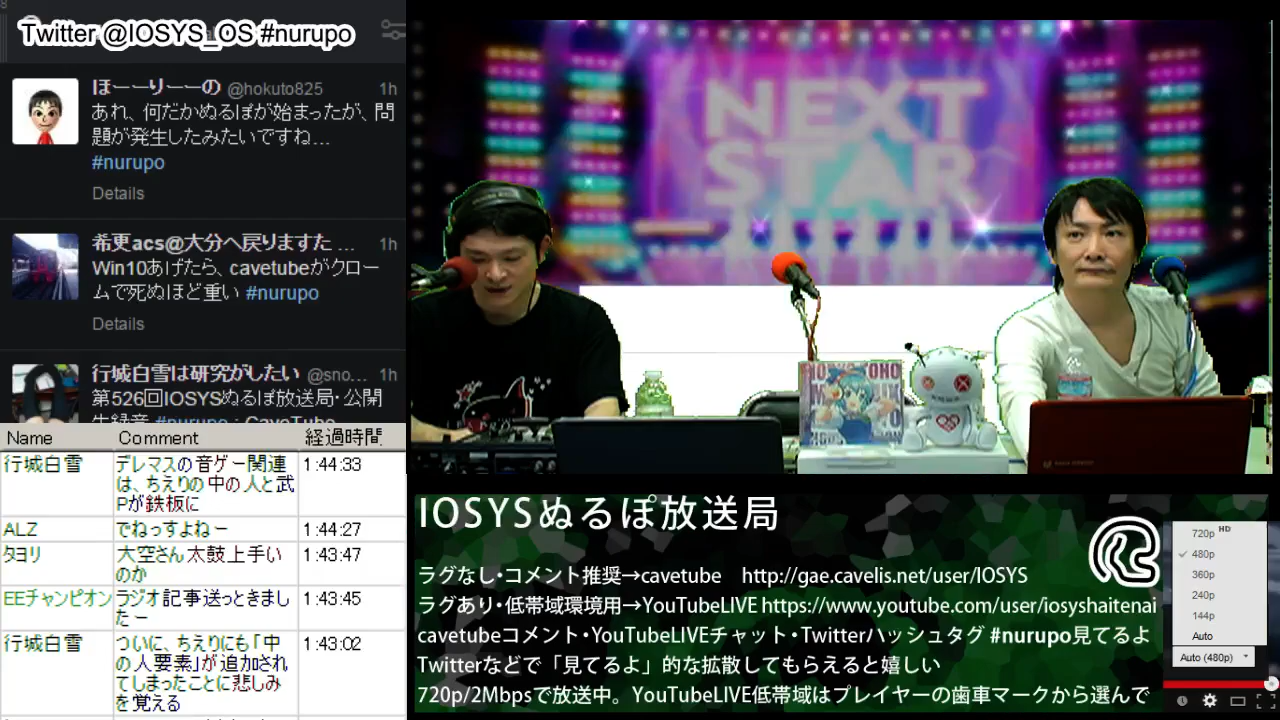 Twitter @IOSYS_OS #nurupo
ほーーりーーの @hokuto825 1h
あれ、何だかぬるぽが始まったが、問
題が発生したみたいですね…
#nurupo
Details
希更acs@大分へ戻りますた ... 1h
Win10あげたら、cavetubeがクロー
ムで死ぬほど重い #nurupo
Details
行城白雪は研究がしたい @sno... 1h
第526回IOSYSぬるぽ放送局・公開
生録音 #nurupo : CaveTube
Name Comment 経過時間
行城白雪 デレマスの音ゲー関連 1:44:33
は、ちえりの中の人と武
Pが鉄板に
ALZ でねっすよねー 1:44:27
タヨリ 大空さん太鼓上手い 1:43:47
のか
EEチャンピオン ラジオ記事送っときまし 1:43:45
たー
行城白雪 ついに、ちえりにも「中 1:43:02
の人要素」が追加され
てしまったことに悲しみ
を覚える
NEXT
STAR
IOSYSぬるぽ放送局
ラグなし・コメント推奨→cavetube http://gae.cavelis.net/user/IOSYS
ラグあり・低帯域環境用→YouTubeLIVE https://www.youtube.com/user/iosyshaitenai
cavetubeコメント・YouTubeLIVEチャット・Twitterハッシュタグ #nurupo見てるよ
Twitterなどで「見てるよ」的な拡散してもらえると嬉しい
720p/2Mbpsで放送中。YouTubeLIVE低帯域はプレイヤーの歯車マークから選んで
720p HD
480p
360p
240p
144p
Auto
Auto (480p)